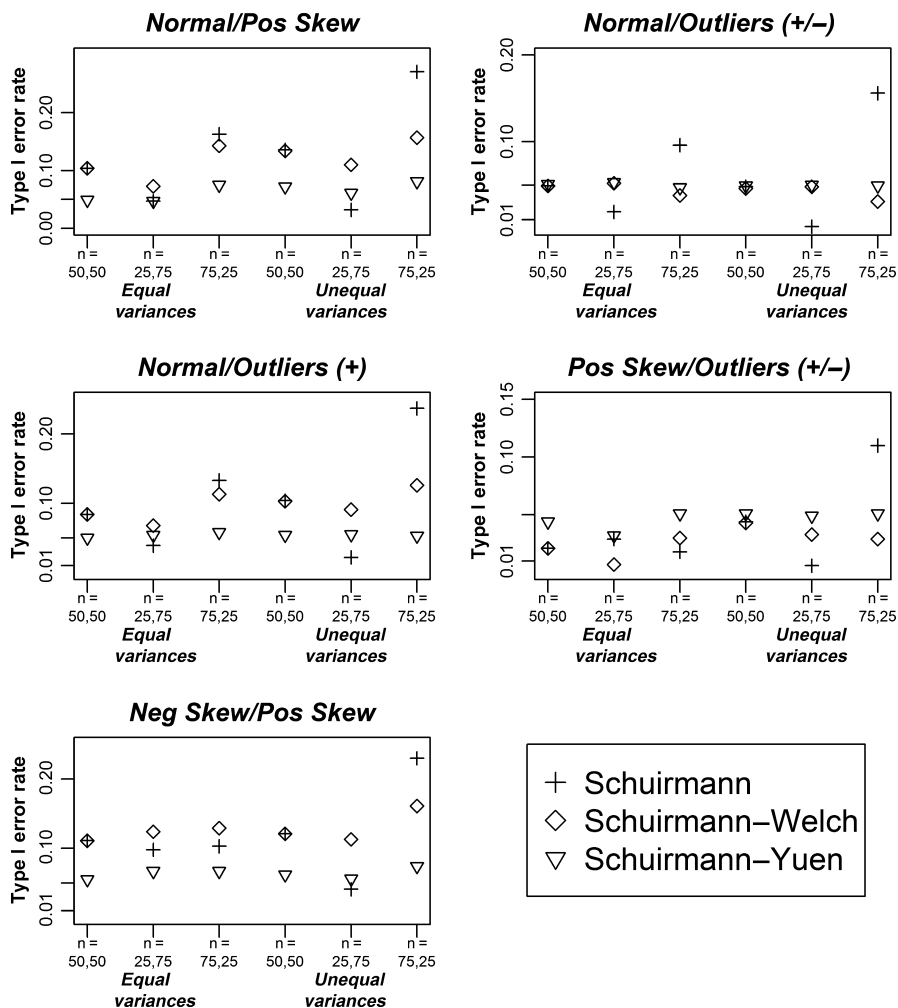 Normal/Pos Skew
Type I error rate
0.20
0.10
0.00
n = 50,50
n = 25,75
n = 75,25
n = 50,50
n = 25,75
n = 75,25
Equal variances
Unequal variances
Normal/Outliers (+/−)
Type I error rate
0.20
0.10
0.01
n = 50,50
n = 25,75
n = 75,25
n = 50,50
n = 25,75
n = 75,25
Equal variances
Unequal variances
Normal/Outliers (+)
Type I error rate
0.20
0.10
0.01
n = 50,50
n = 25,75
n = 75,25
n = 50,50
n = 25,75
n = 75,25
Equal variances
Unequal variances
Pos Skew/Outliers (+/−)
Type I error rate
0.15
0.10
0.01
n = 50,50
n = 25,75
n = 75,25
n = 50,50
n = 25,75
n = 75,25
Equal variances
Unequal variances
Neg Skew/Pos Skew
Type I error rate
0.20
0.10
0.01
n = 50,50
n = 25,75
n = 75,25
n = 50,50
n = 25,75
n = 75,25
Equal variances
Unequal variances
Schuirmann
Schuirmann−Welch
Schuirmann−Yuen